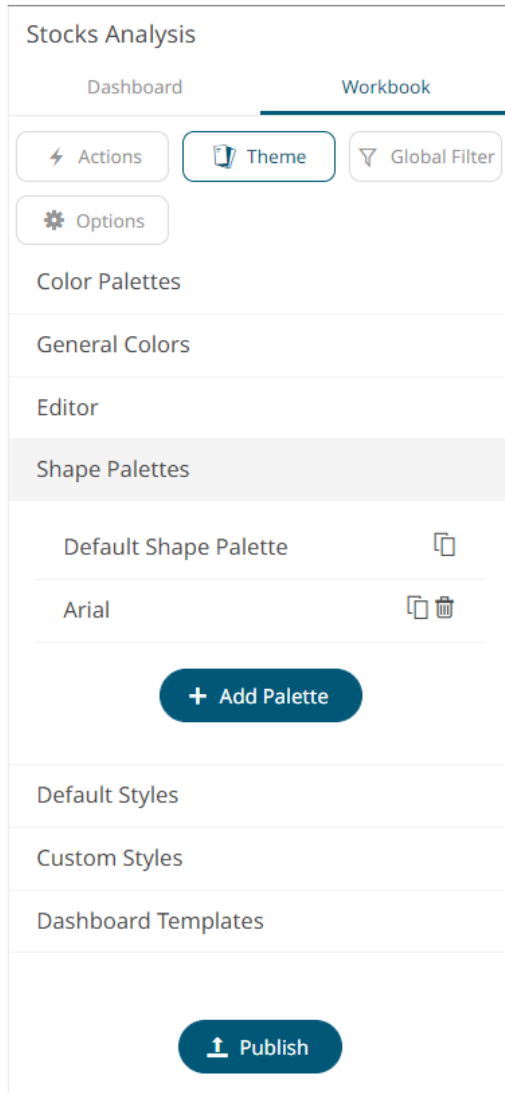 Stocks Analysis
Dashboard Workbook
Actions Theme Global Filter
Options
Color Palettes
General Colors
Editor
Shape Palettes
Default Shape Palette
Arial
+ Add Palette
Default Styles
Custom Styles
Dashboard Templates
Publish